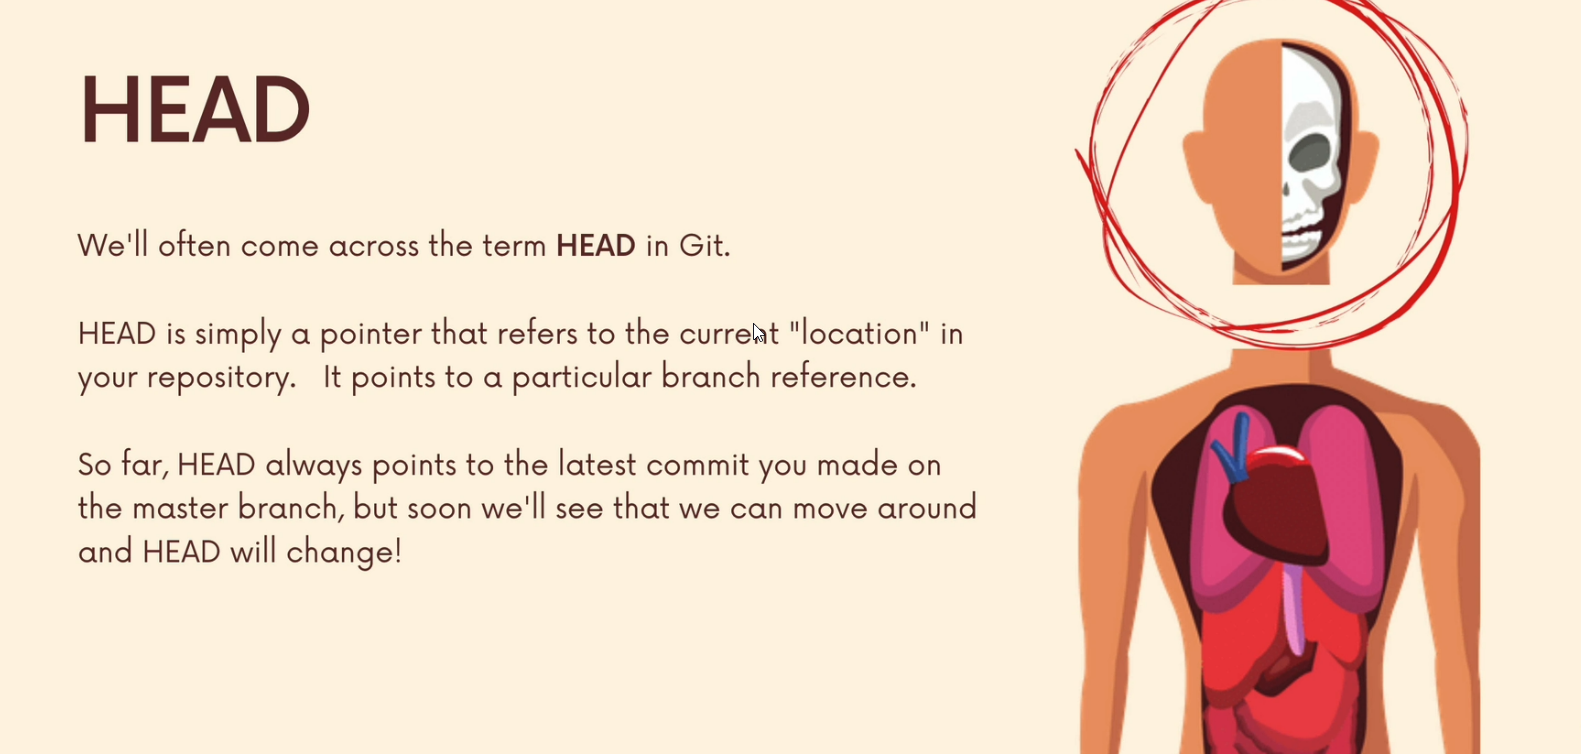 HEAD
We'll often come across the term HEAD in Git.
HEAD is simply a pointer that refers to the current "location" in
your repository.   It points to a particular branch reference.
So far, HEAD always points to the latest commit you made on
the master branch, but soon we'll see that we can move around
and HEAD will change!